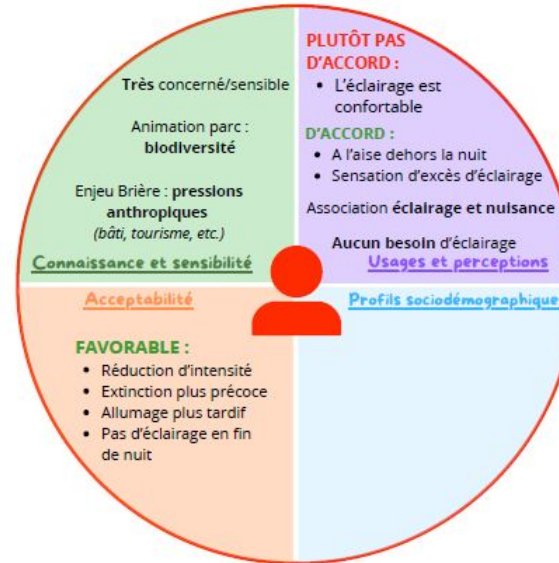 Très concerné/sensible
Animation parc :
biodiversité
Enjeu Brière : pressions
anthropiques
(bâti, tourisme, etc.)
Connaissance et sensibilité
PLUTÔT PAS
D'ACCORD :
• L'éclairage est
confortable
D'ACCORD :
• A l'aise dehors la nuit
• Sensation d'excès d'éclairage
Association éclairage et nuisance
Aucun besoin d'éclairage
Usages et perceptions
Acceptabilité
FAVORABLE :
• Réduction d'intensité
• Extinction plus précoce
• Allumage plus tardif
• Pas d'éclairage en fin
de nuit
Profils sociodémographique